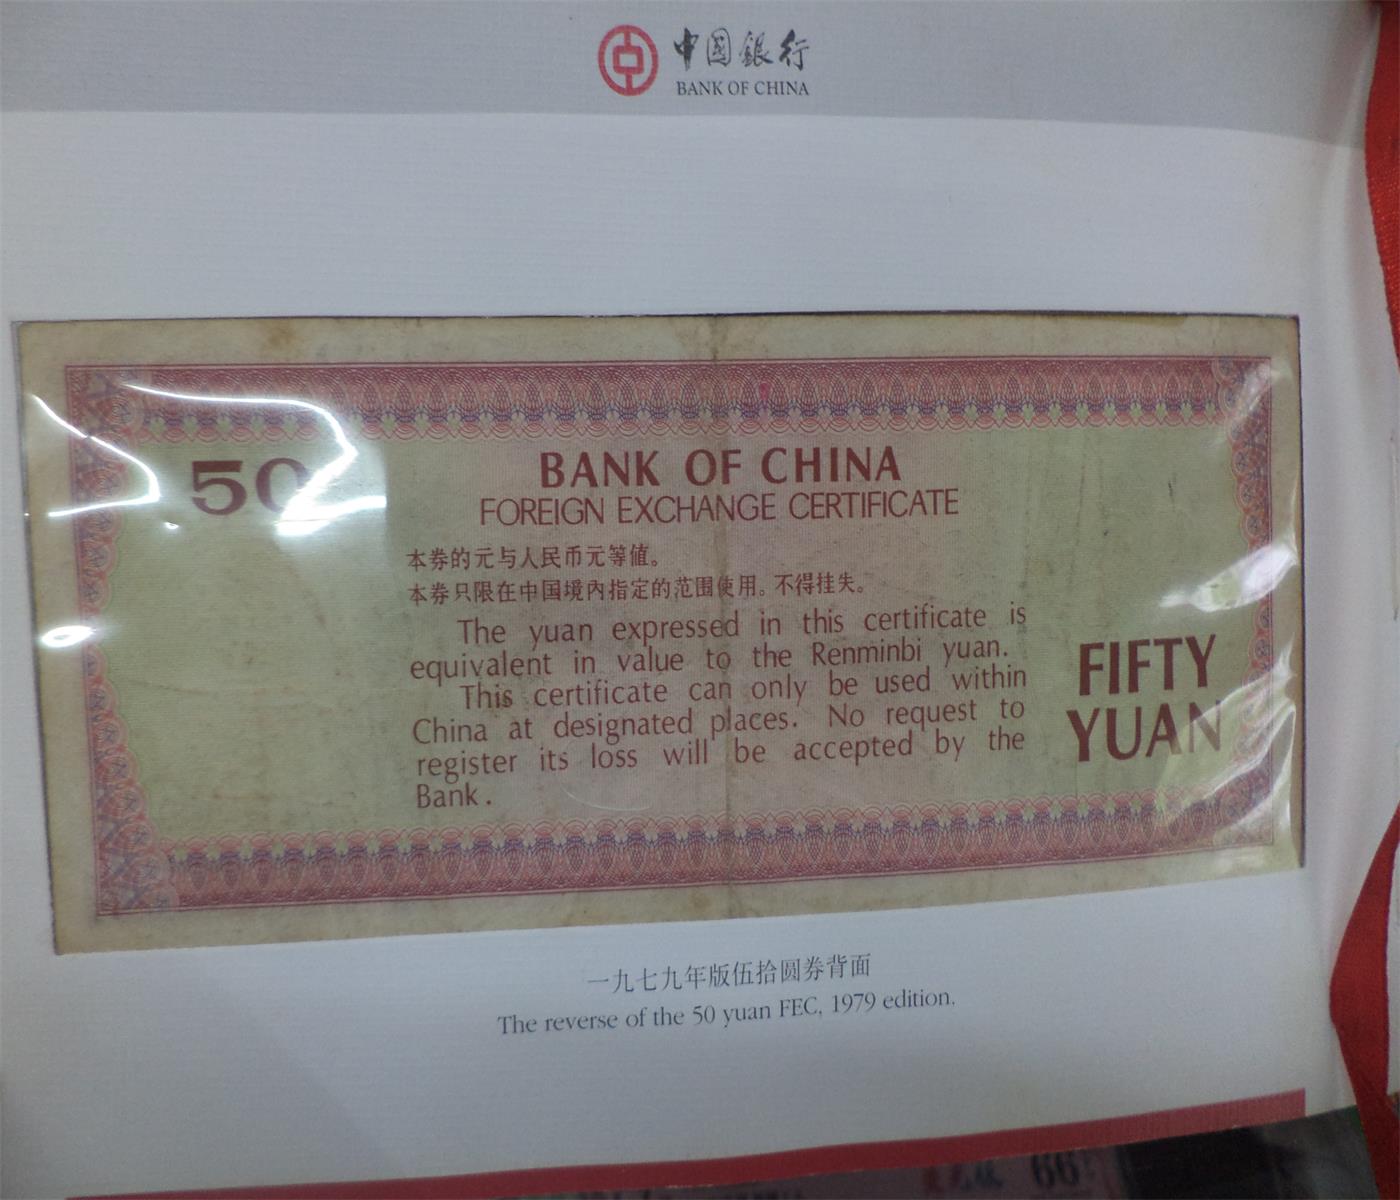 中国銀行
BANK OF CHINA
50
BANK OF CHINA
FOREIGN EXCHANGE CERTIFICATE
本券的元与人民币元等值。
本券只限在中国境内指定的范围使用。不得挂失。
The yuan expressed in this certificate is
equivalent in value to the Renminbi yuan.
This certificate can only be used within
China at designated places. No request to
register its loss will be accepted by the
Bank.
FIFTY
YUAN
一九七九年版伍拾圆券背面
The reverse of the 50 yuan FEC, 1979 edition.
66